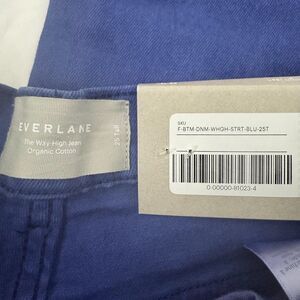 EVERLANE
The Way-High Jean
Organic Cotton
25 Tall
SKU
F-BTM-DNM-WHGH-STRT-BLU-25T
0-00000-81023-4